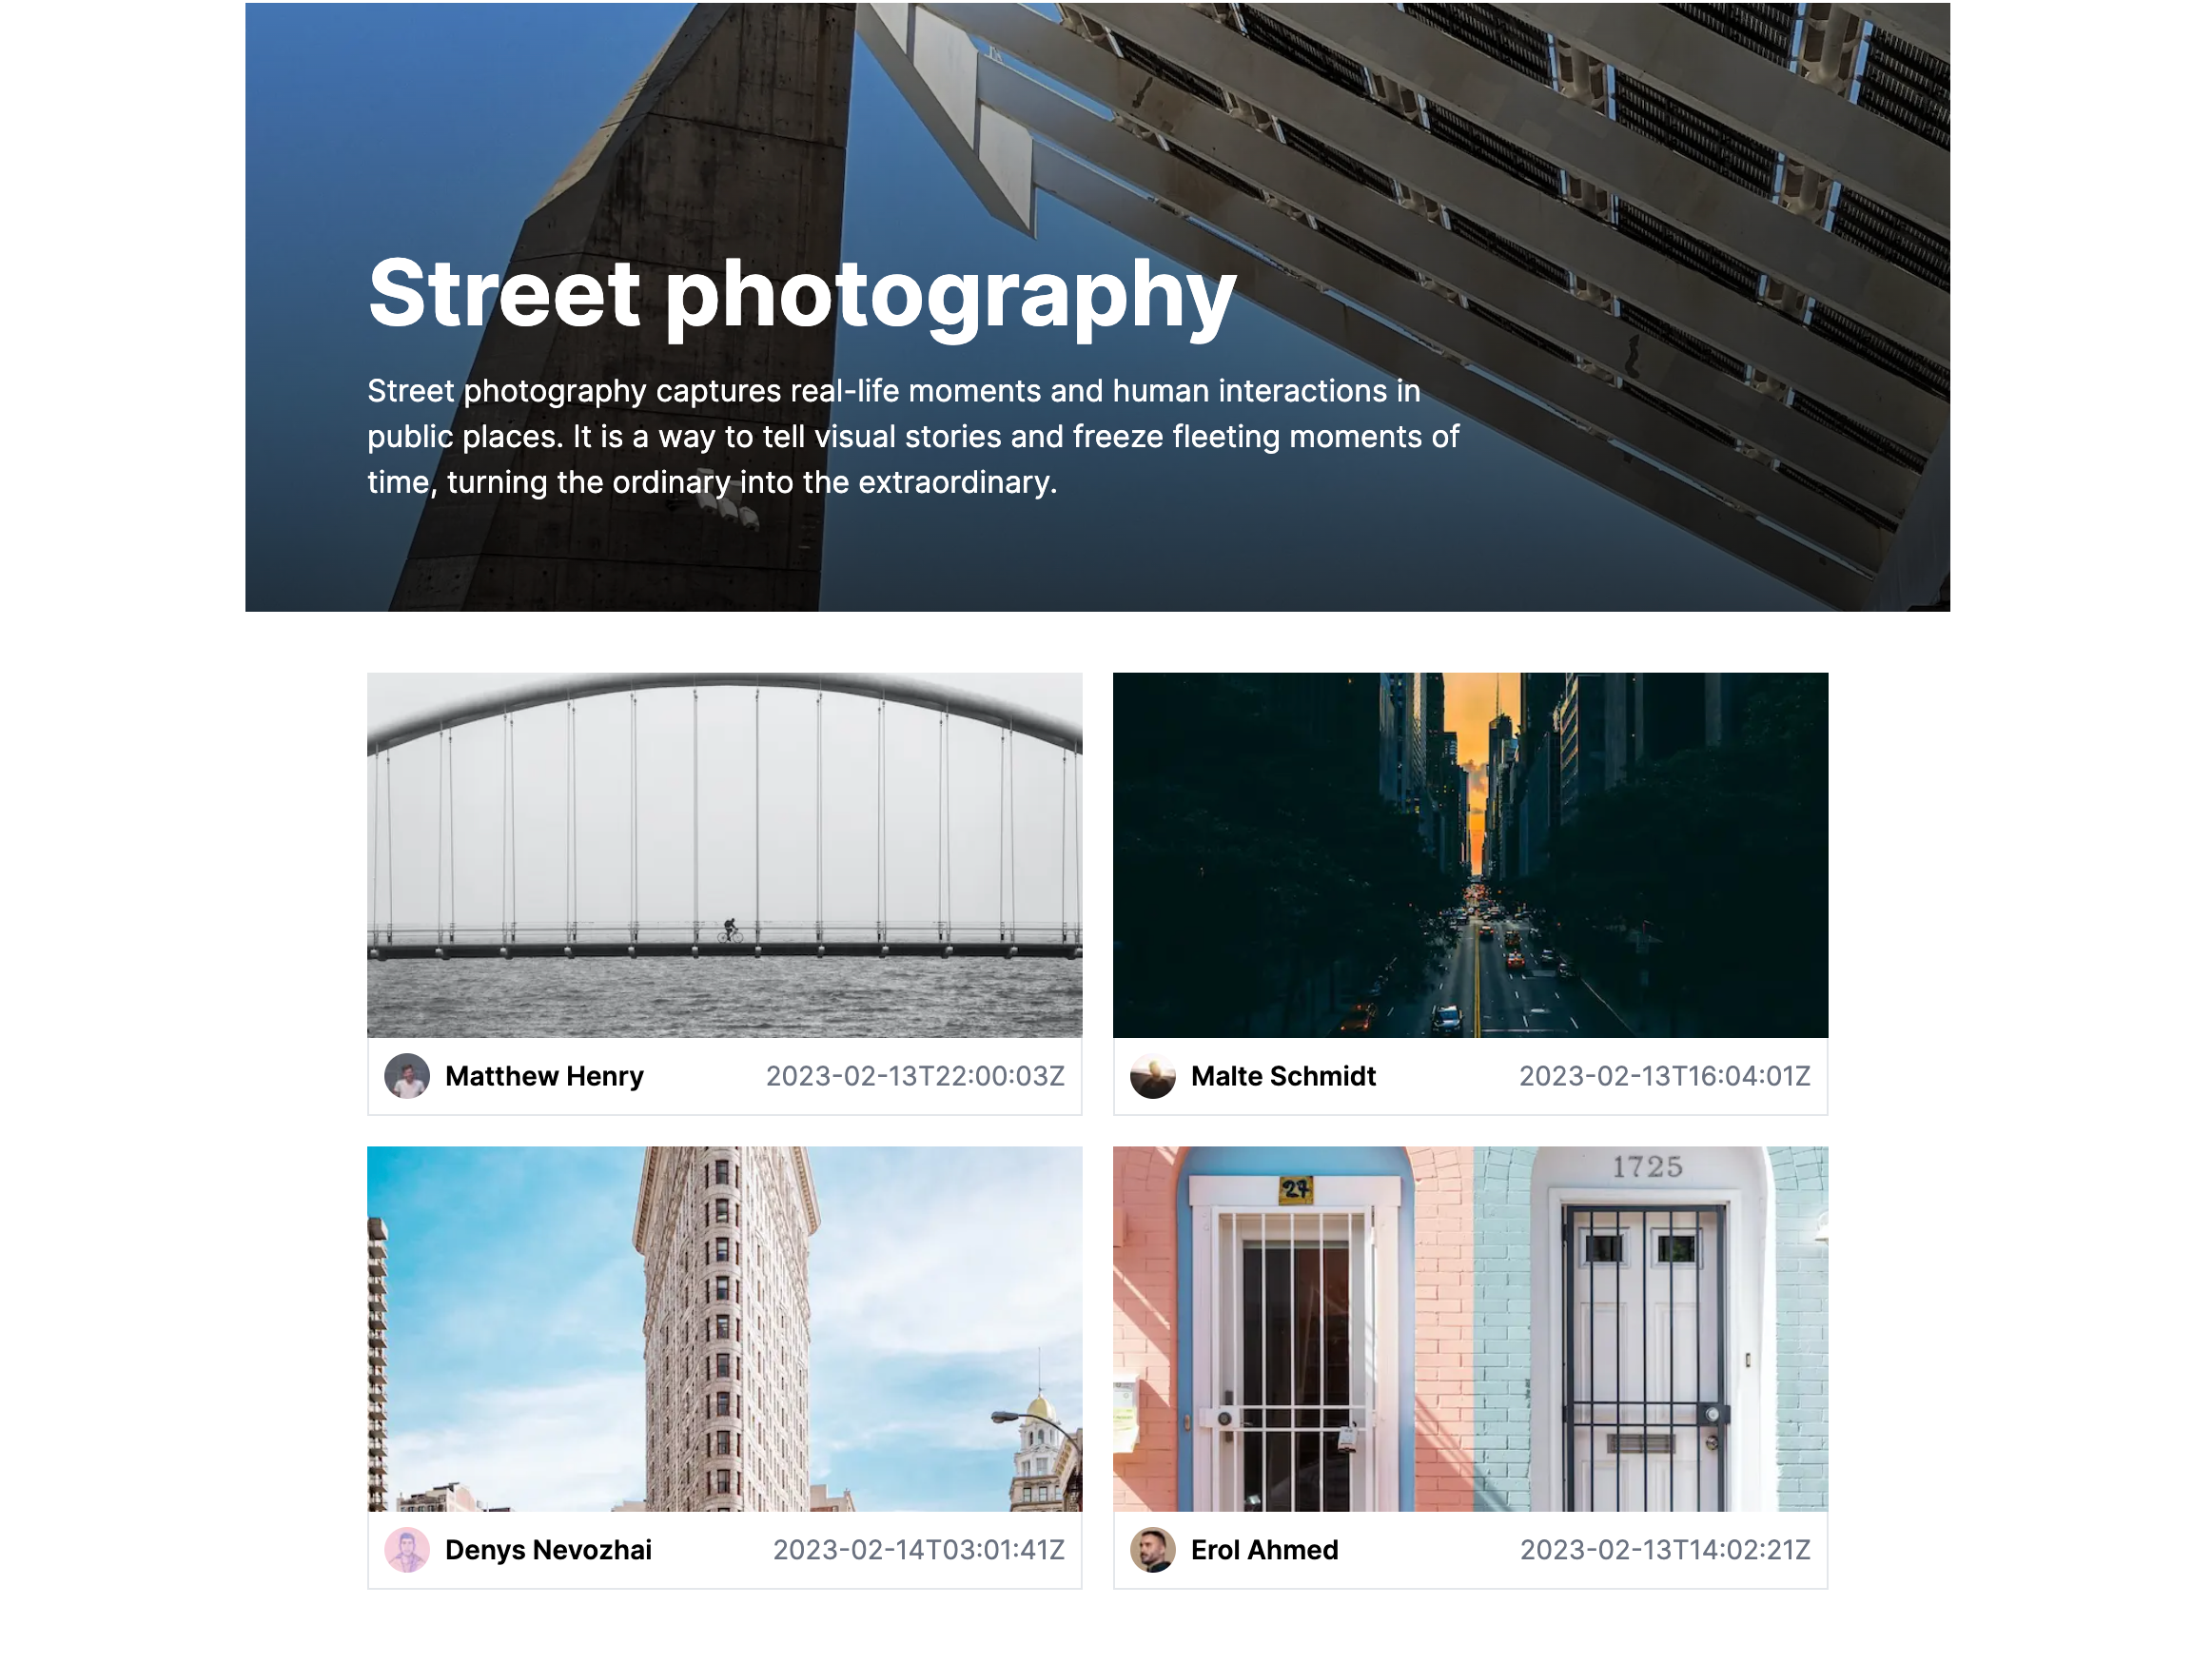 Street photography
Street photography captures real-life moments and human interactions in
public places. It is a way to tell visual stories and freeze fleeting moments of
time, turning the ordinary into the extraordinary.
Matthew Henry 2023-02-13T22:00:03Z
Malte Schmidt 2023-02-13T16:04:01Z
27
1725
Denys Nevozhai 2023-02-14T03:01:41Z
Erol Ahmed 2023-02-13T14:02:21Z